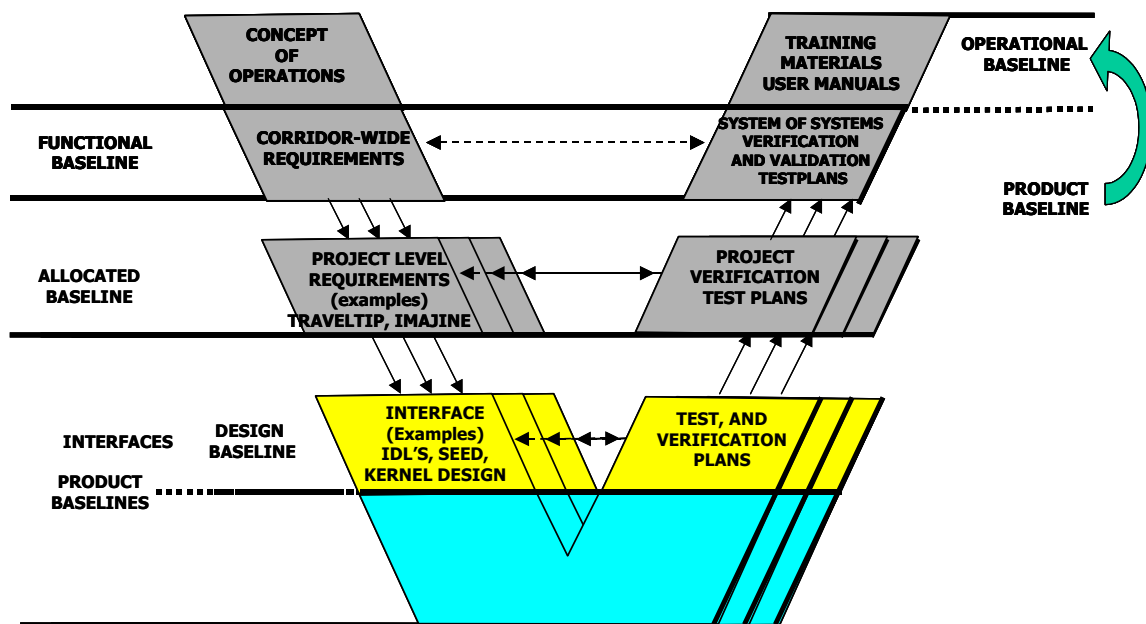 CONCEPT
OF
OPERATIONS
TRAINING
MATERIALS
USER MANUALS
OPERATIONAL
BASELINE
FUNCTIONAL
BASELINE
CORRIDOR-WIDE
REQUIREMENTS
SYSTEM OF SYSTEMS
VERIFICATION
AND VALIDATION
TESTPLANS
PRODUCT
BASELINE
ALLOCATED
BASELINE
PROJECT LEVEL
REQUIREMENTS
(examples)
TRAVELTIP, IMAJINE
PROJECT
VERIFICATION
TEST PLANS
INTERFACES
DESIGN
BASELINE
INTERFACE
(Examples)
IDL'S, SEED,
KERNEL DESIGN
TEST, AND
VERIFICATION
PLANS
PRODUCT
BASELINES